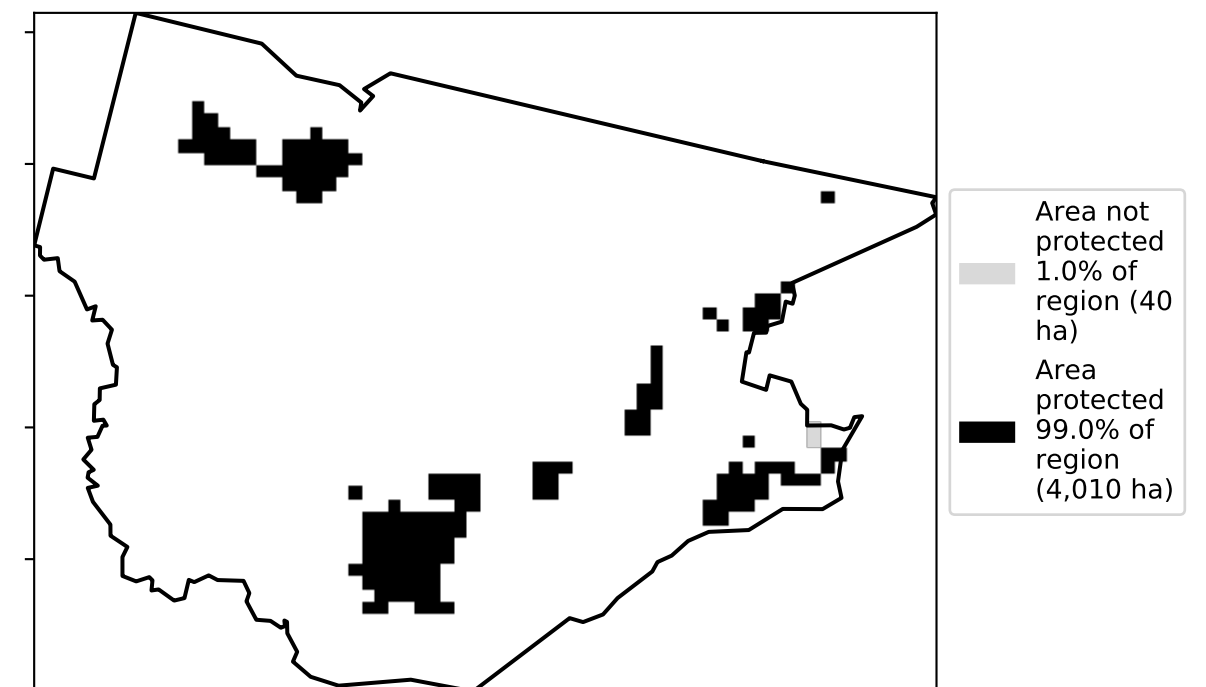 Area not
protected
1.0% of
region (40
ha)
Area
protected
99.0% of
region
(4,010 ha)